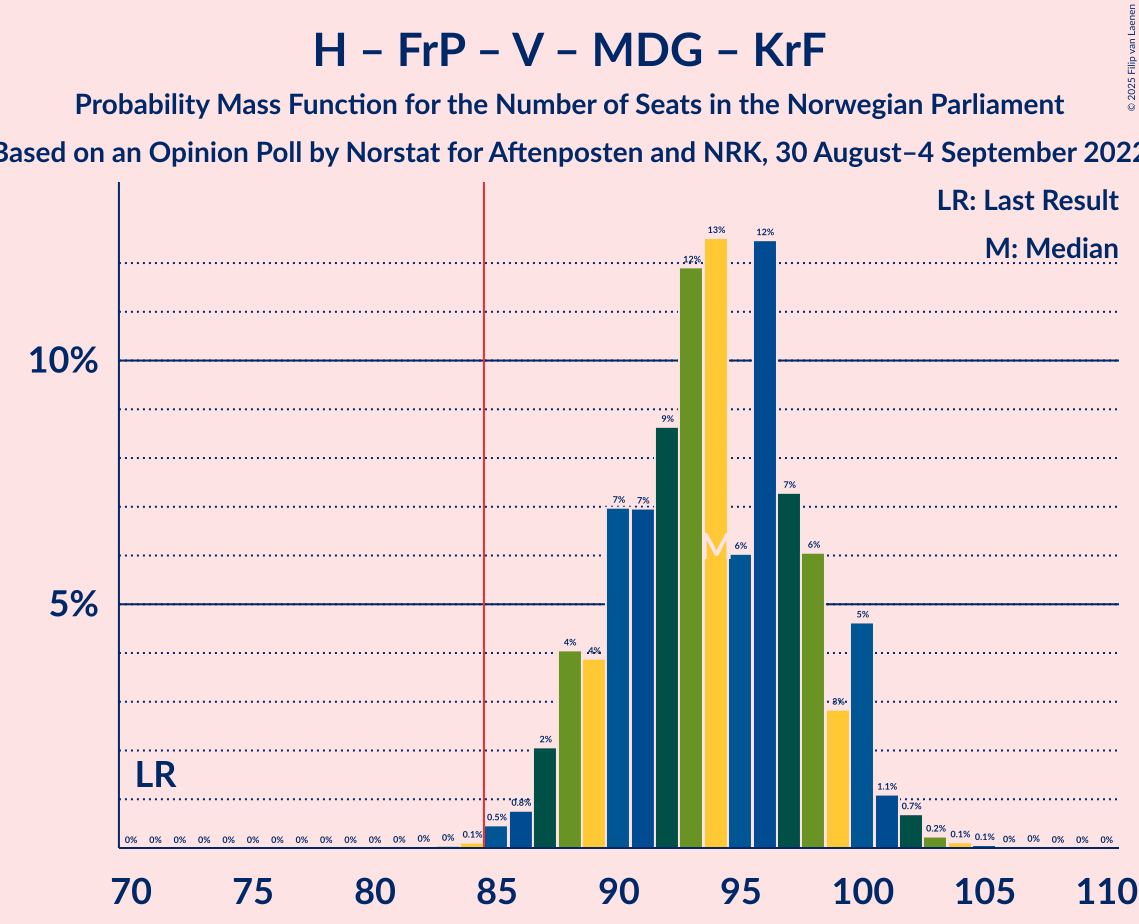 H – FrP – V – MDG – KrF
Probability Mass Function for the Number of Seats in the Norwegian Parliament
Based on an Opinion Poll by Norstat for Aftenposten and NRK, 30 August–4 September 2022
© 2025 Filip van Laenen
LR: Last Result
M: Median
10%
5%
0% 0% 0% 0% 0% 0% 0% 0% 0% 0% 0% 0% 0% 0% 0.1% 0.5% 0.8% 2% 4% 4% 7% 7% 9% 12% 13% 6% 12% 7% 6% 3% 5% 1.1% 0.7% 0.2% 0.1% 0.1% 0% 0% 0% 0% 0%
M
LR
70 75 80 85 90 95 100 105 110